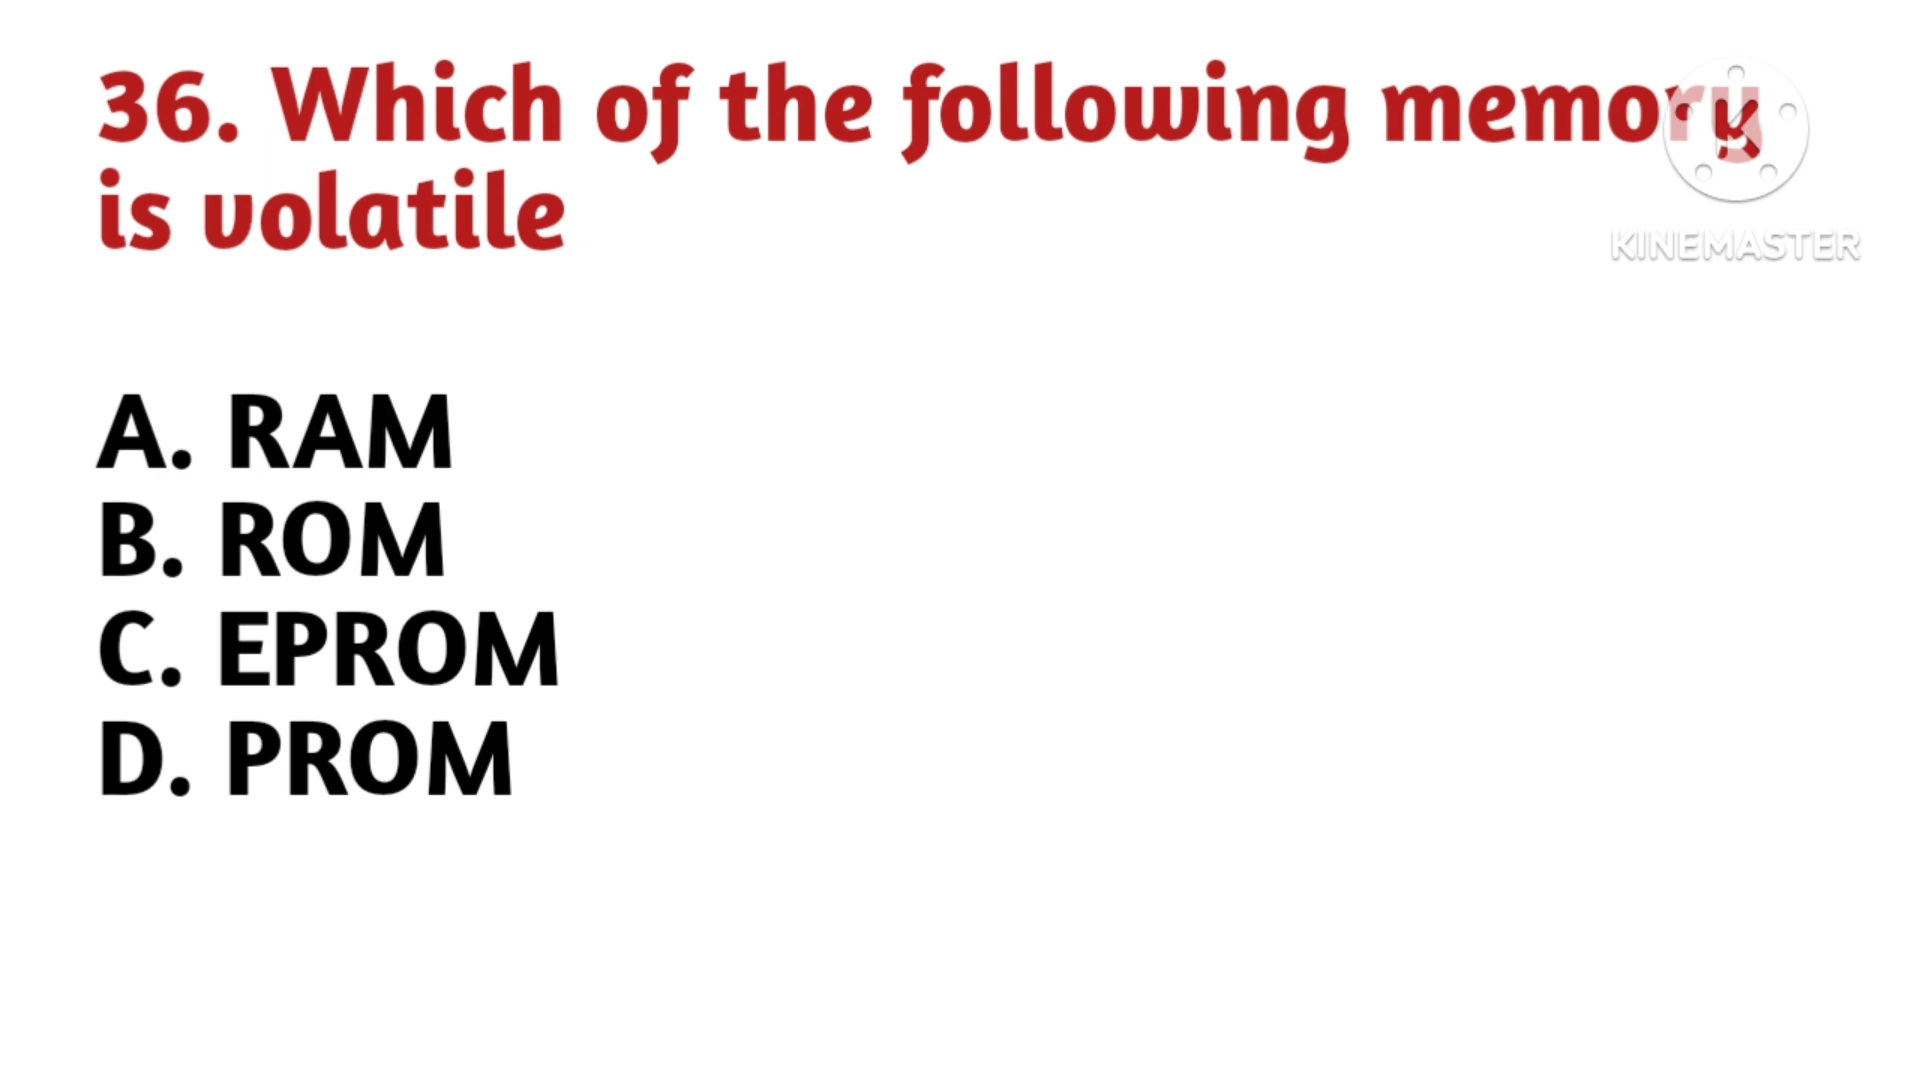 36. Which of the following memory
is volatile
KINEMASTER
A. RAM
B. ROM
C. EPROM
D. PROM